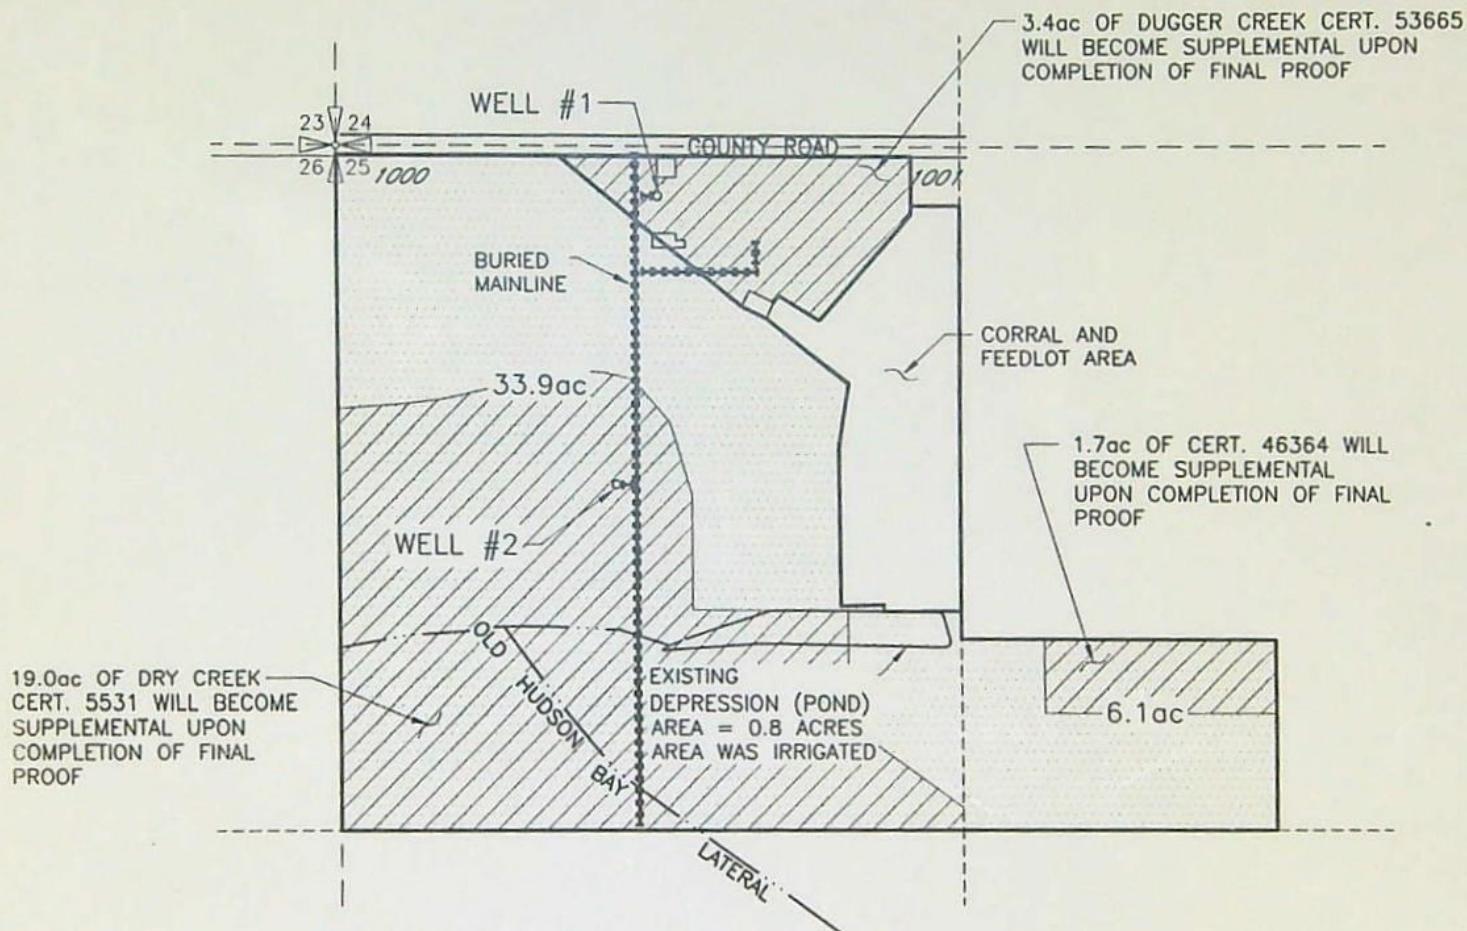 3.4ac OF DUGGER CREEK CERT. 53665
WILL BECOME SUPPLEMENTAL UPON
COMPLETION OF FINAL PROOF
WELL #1
23 24
COUNTY ROAD
26 25
1000
1001
BURIED
MAINLINE
CORRAL AND
FEEDLOT AREA
33.9ac
1.7ac OF CERT. 46364 WILL
BECOME SUPPLEMENTAL
UPON COMPLETION OF FINAL
PROOF
WELL #2
OLD
HUDSON
BAY
LATERAL
19.0ac OF DRY CREEK
CERT. 5531 WILL BECOME
SUPPLEMENTAL UPON
COMPLETION OF FINAL
PROOF
EXISTING
DEPRESSION (POND)
AREA = 0.8 ACRES
AREA WAS IRRIGATED
6.1ac